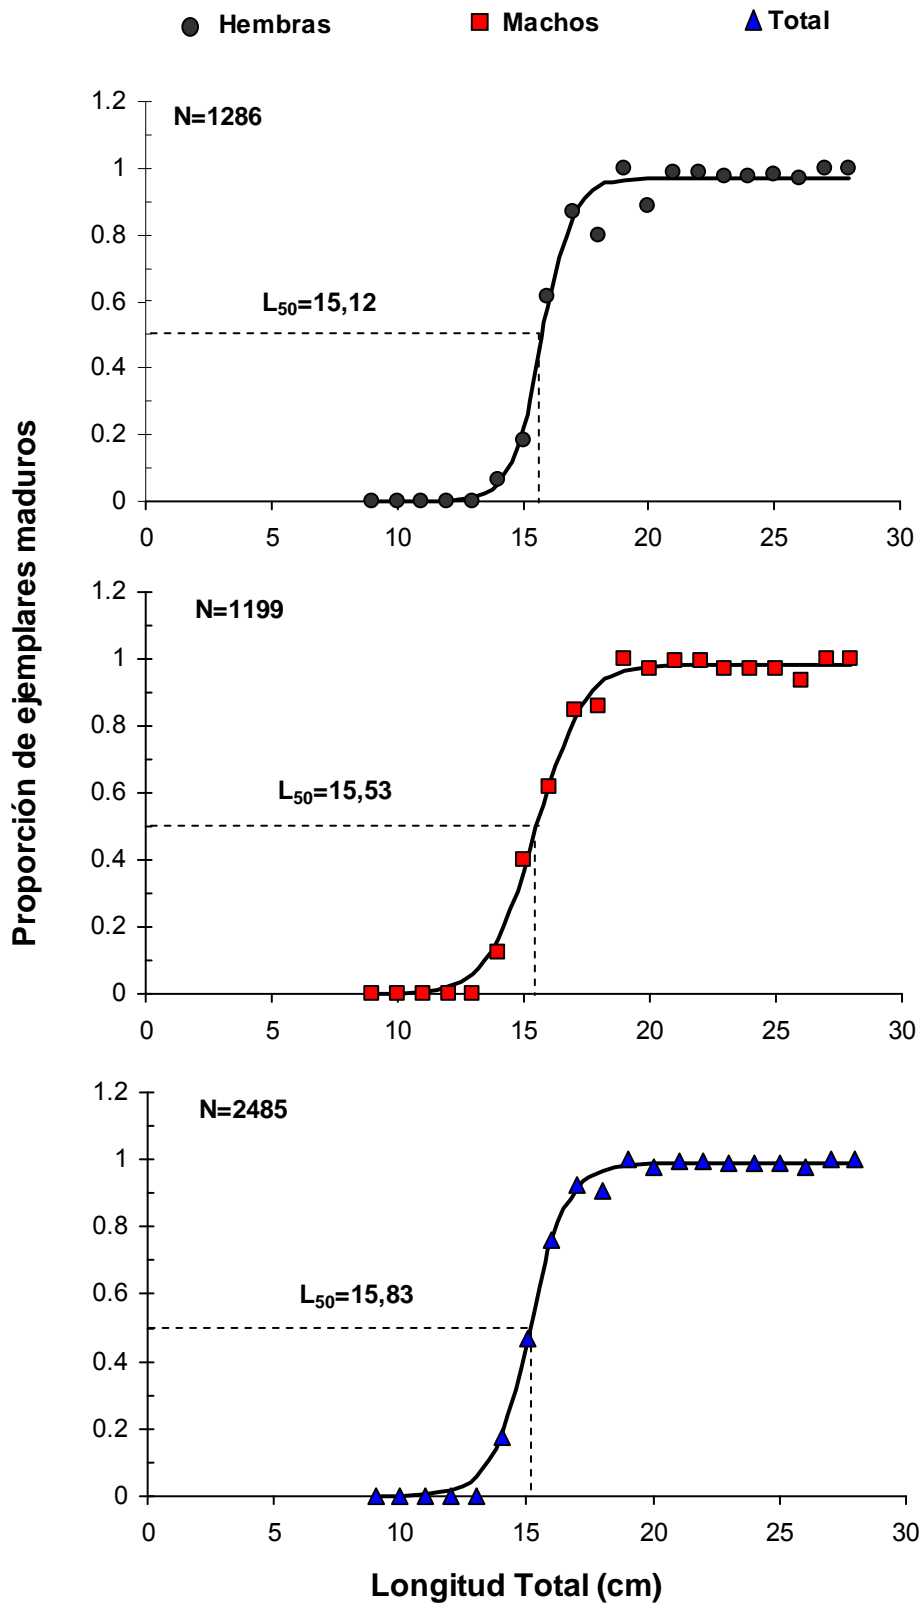 Hembras Machos Total
1.2
N=1286
1
0.8
L₅₀=15,12
0.6
0.4
0.2
0
0 5 10 15 20 25 30
Proporción de ejemplares maduros
1.2
N=1199
1
0.8
L₅₀=15,53
0.6
0.4
0.2
0
0 5 10 15 20 25 30
1.2
N=2485
1
0.8
L₅₀=15,83
0.6
0.4
0.2
0
0 5 10 15 20 25 30
Longitud Total (cm)